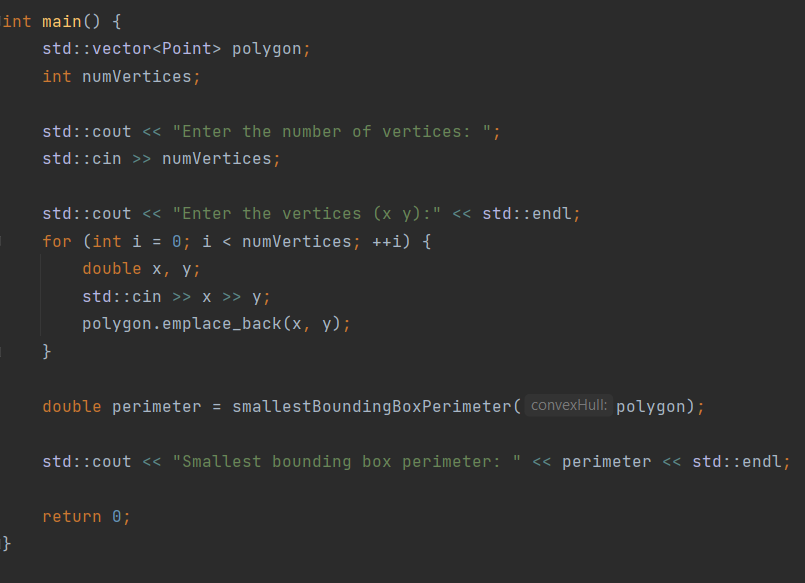 int main() {
    std::vector<Point> polygon;
    int numVertices;
    std::cout << "Enter the number of vertices: ";
    std::cin >> numVertices;
    std::cout << "Enter the vertices (x y):" << std::endl;
    for (int i = 0; i < numVertices; ++i) {
        double x, y;
        std::cin >> x >> y;
        polygon.emplace_back(x, y);
    }
    double perimeter = smallestBoundingBoxPerimeter( convexHull: polygon);
    std::cout << "Smallest bounding box perimeter: " << perimeter << std::endl;
    return 0;
}